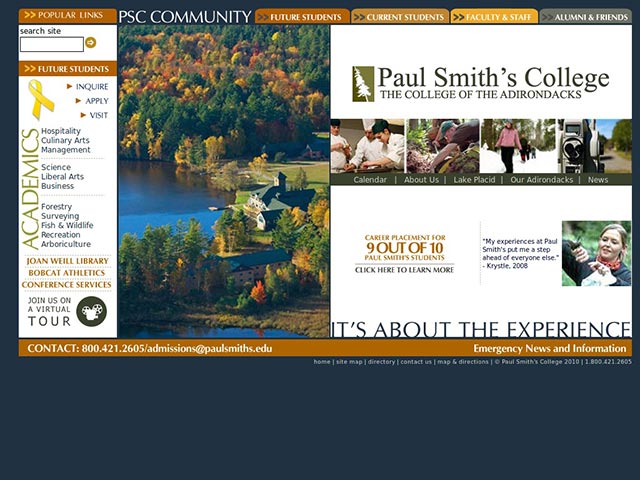 >> POPULAR LINKS
PSC COMMUNITY
>> FUTURE STUDENTS
>> CURRENT STUDENTS
>> FACULTY & STAFF
>> ALUMNI & FRIENDS
search site
>> FUTURE STUDENTS
INQUIRE
APPLY
VISIT
ACADEMICS
Hospitality
Culinary Arts
Management
Science
Liberal Arts
Business
Forestry
Surveying
Fish & Wildlife
Recreation
Arboriculture
JOAN WEILL LIBRARY
BOBCAT ATHLETICS
CONFERENCE SERVICES
JOIN US ON
A VIRTUAL
TOUR
Paul Smith's College
THE COLLEGE OF THE ADIRONDACKS
Calendar | About Us | Lake Placid | Our Adirondacks | News
CAREER PLACEMENT FOR
9 OUT OF 10
PAUL SMITH'S STUDENTS
CLICK HERE TO LEARN MORE
"My experiences at Paul
Smith's put me a step
ahead of everyone else."
- Krystle, 2008
IT'S ABOUT THE EXPERIENCE
CONTACT: 800.421.2605/admissions@paulsmiths.edu
Emergency News and Information
home | site map | directory | contact us | map & directions | © Paul Smith's College 2010 | 1.800.421.2605